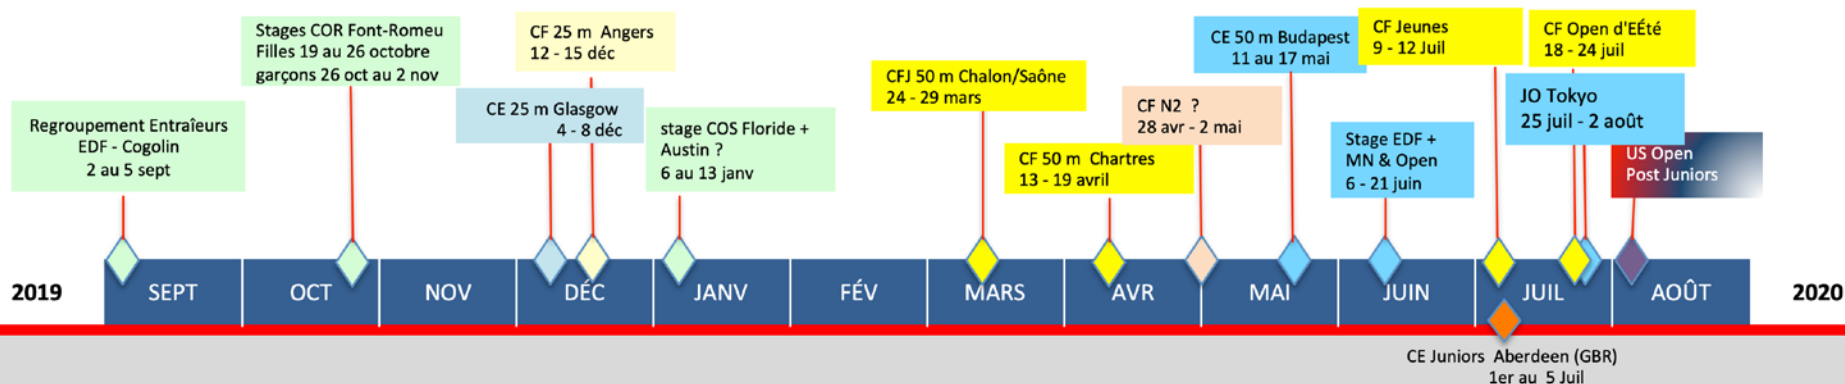 Regroupement Entraîeurs
EDF - Cogolin
2 au 5 sept
Stages COR Font-Romeu
Filles 19 au 26 octobre
garçons 26 oct au 2 nov
CE 25 m Glasgow
4 - 8 déc
CF 25 m  Angers
12 - 15 déc
stage COS Floride +
Austin ?
6 au 13 janv
CFJ 50 m Chalon/Saône
24 - 29 mars
CF 50 m  Chartres
13 - 19 avril
CF N2  ?
28 avr - 2 mai
CE 50 m Budapest
11 au 17 mai
Stage EDF +
MN & Open
6 - 21 juin
CF Jeunes
9 - 12 Juil
CF Open d'EÉté
18 - 24 juil
JO Tokyo
25 juil - 2 août
US Open
Post Juniors
2019
SEPT
OCT
NOV
DÉC
JANV
FÉV
MARS
AVR
MAI
JUIN
JUIL
AOÛT
2020
CE Juniors  Aberdeen (GBR)
1er au  5 Juil